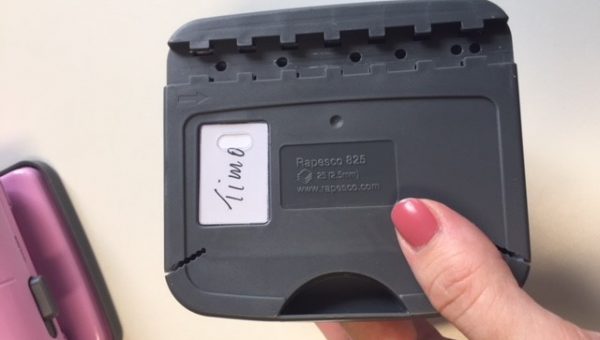 Timo
Rapesco 825
25 (2.5mm)
www.rapesco.com